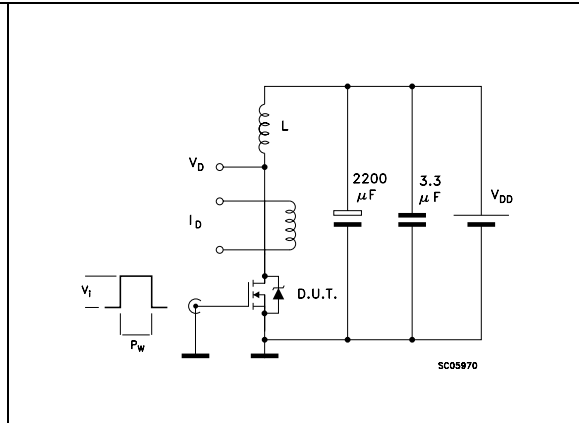 L
V_D
2200
μF
3.3
μF
V_DD
I_D
D.U.T.
V_i
P_W
SC05970